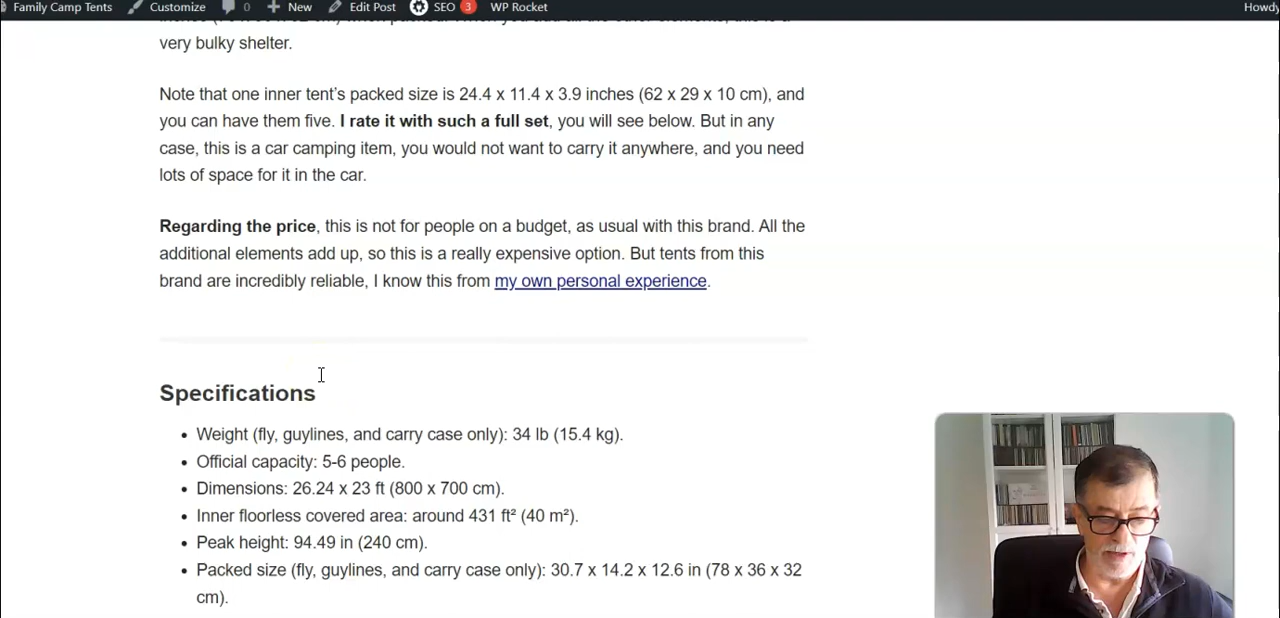 Family Camp Tents Customize 0 New Edit Post SEO 3 WP Rocket Howdy
very bulky shelter.
Note that one inner tent's packed size is 24.4 x 11.4 x 3.9 inches (62 x 29 x 10 cm), and
you can have them five. I rate it with such a full set, you will see below. But in any
case, this is a car camping item, you would not want to carry it anywhere, and you need
lots of space for it in the car.
Regarding the price, this is not for people on a budget, as usual with this brand. All the
additional elements add up, so this is a really expensive option. But tents from this
brand are incredibly reliable, I know this from my own personal experience.
Specifications
• Weight (fly, guylines, and carry case only): 34 lb (15.4 kg).
• Official capacity: 5-6 people.
• Dimensions: 26.24 x 23 ft (800 x 700 cm).
• Inner floorless covered area: around 431 ft² (40 m²).
• Peak height: 94.49 in (240 cm).
• Packed size (fly, guylines, and carry case only): 30.7 x 14.2 x 12.6 in (78 x 36 x 32
cm).